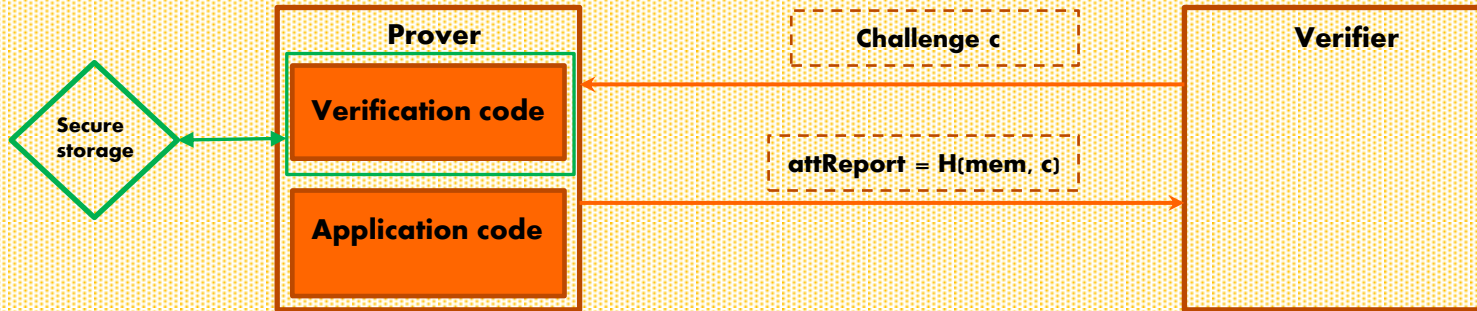 Prover
Challenge c
Verifier
Verification code
Secure
storage
attReport = H(mem, c)
Application code